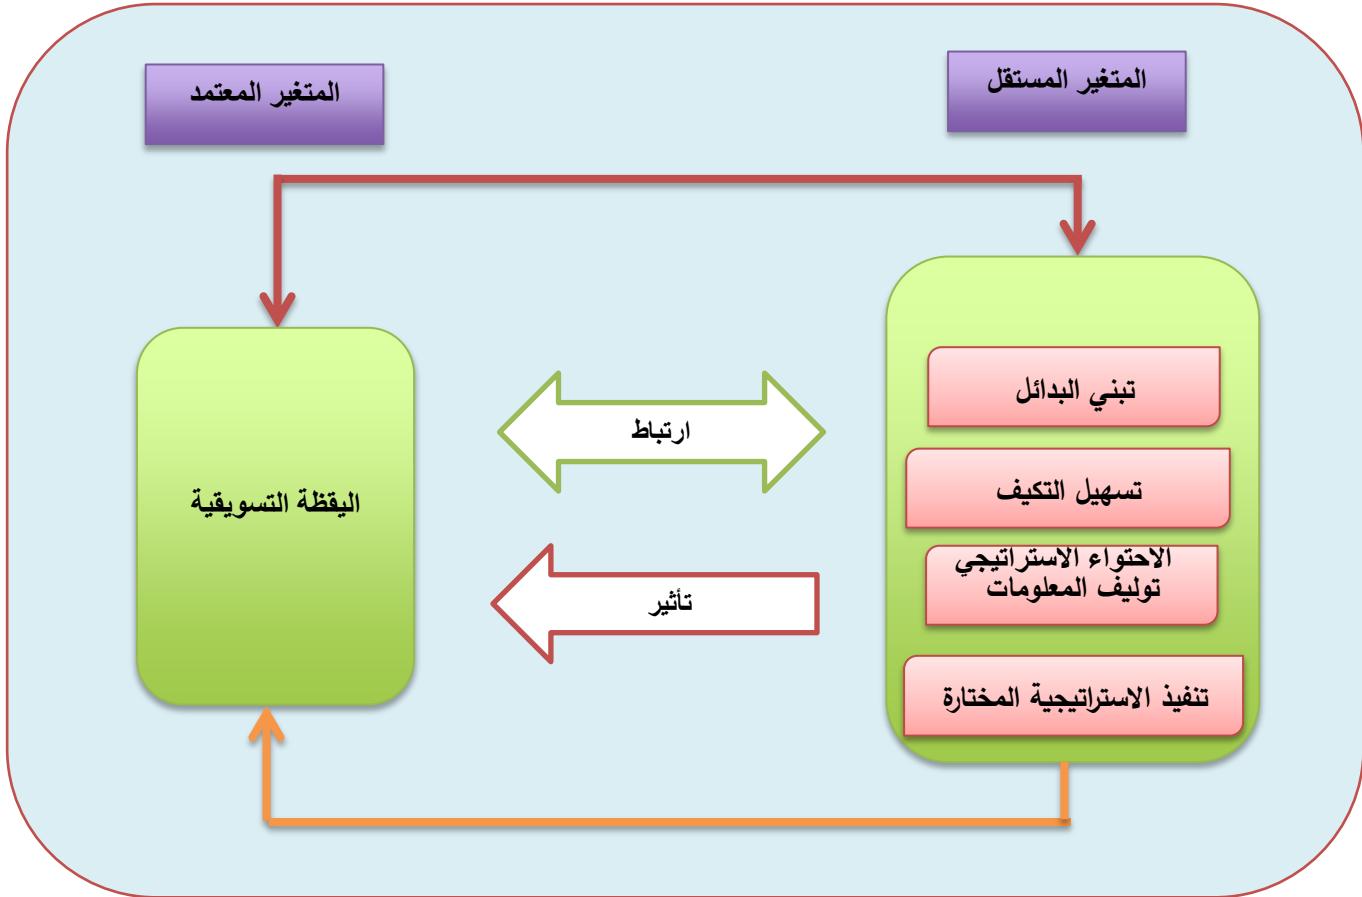 المتغير المستقل
المتغير المعتمد
تبني البدائل
تسهيل التكيف
الاحتواء الاستراتيجي
توليف المعلومات
تنفيذ الاستراتيجية المختارة
ارتباط
تأثير
اليقظة التسويقية